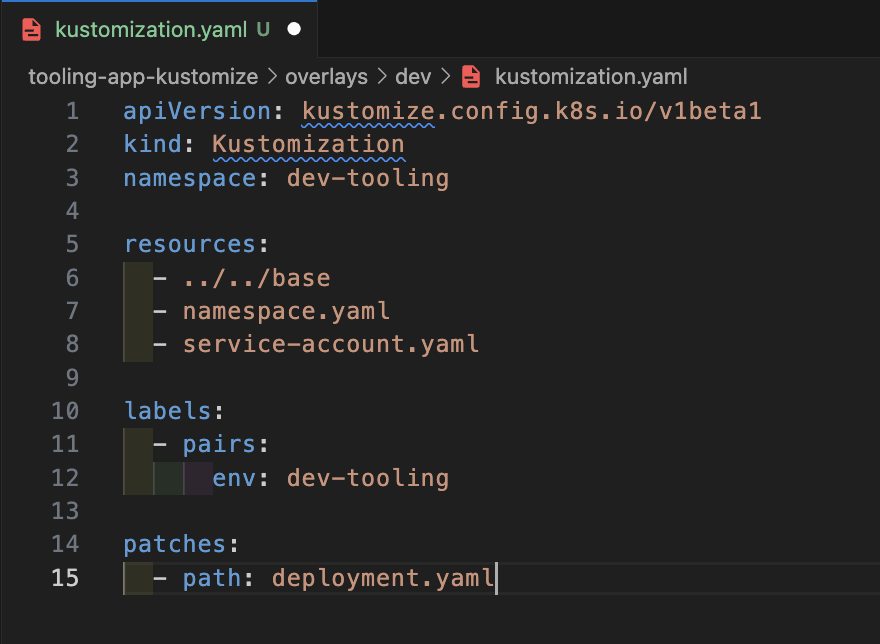 kustomization.yaml U
tooling-app-kustomize > overlays > dev > kustomization.yaml
1 apiVersion: kustomize.config.k8s.io/v1beta1
2 kind: Kustomization
3 namespace: dev-tooling
4
5 resources:
6   - ../../base
7   - namespace.yaml
8   - service-account.yaml
9
10 labels:
11   - pairs:
12       env: dev-tooling
13
14 patches:
15   - path: deployment.yaml